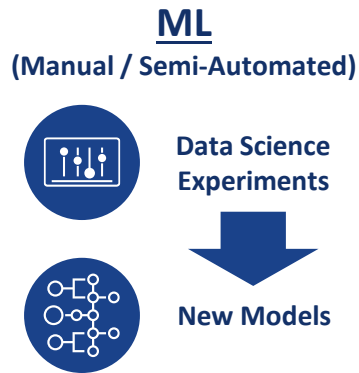 ML
(Manual / Semi-Automated)
Data Science
Experiments
New Models